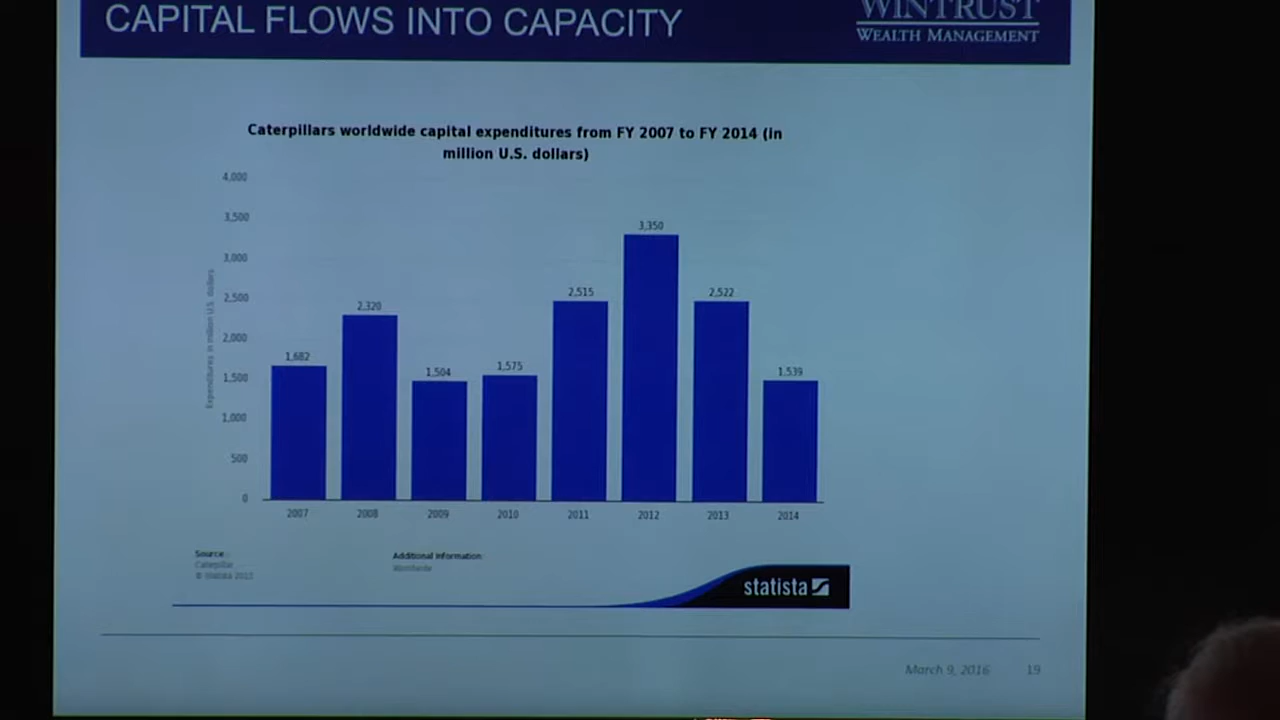 CAPITAL FLOWS INTO CAPACITY
WINTRUST
WEALTH MANAGEMENT
Caterpillars worldwide capital expenditures from FY 2007 to FY 2014 (in
million U.S. dollars)
Expenditures in million U.S. dollars
4,000
3,500
3,000
2,500
2,000
1,500
1,000
500
0
1,682
2,320
1,504
1,575
2,515
3,350
2,522
1,539
2007
2008
2009
2010
2011
2012
2013
2014
Source:
Caterpillar
© Statista 2015
Additional Information:
Worldwide
statista
March 9, 2016
19